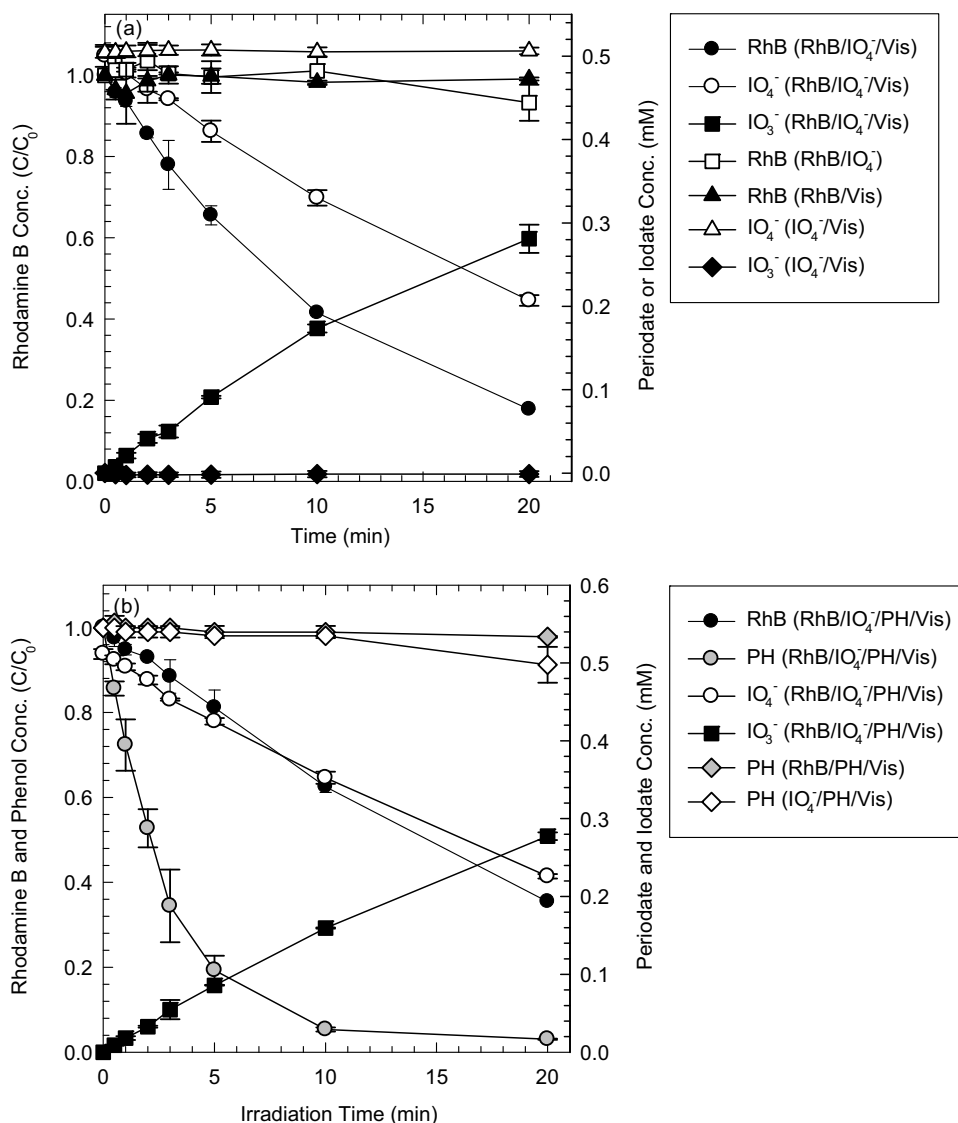 (a)
Rhodamine B Conc. (C/C₀)
1.0
0.8
0.6
0.4
0.2
0.0
0.5
0.4
0.3
0.2
0.1
0.0
Periodate or Iodate Conc. (mM)
0 5 10 15 20
Time (min)
RhB (RhB/IO₄⁻/Vis)
IO₄⁻ (RhB/IO₄⁻/Vis)
IO₃⁻ (RhB/IO₄⁻/Vis)
RhB (RhB/IO₄⁻)
RhB (RhB/Vis)
IO₄⁻ (IO₄⁻/Vis)
IO₃⁻ (IO₄⁻/Vis)
(b)
Rhodamine B and Phenol Conc. (C/C₀)
1.0
0.8
0.6
0.4
0.2
0.0
0.6
0.5
0.4
0.3
0.2
0.1
0.0
Periodate and Iodate Conc. (mM)
0 5 10 15 20
Irradiation Time (min)
RhB (RhB/IO₄⁻/PH/Vis)
PH (RhB/IO₄⁻/PH/Vis)
IO₄⁻ (RhB/IO₄⁻/PH/Vis)
IO₃⁻ (RhB/IO₄⁻/PH/Vis)
PH (RhB/PH/Vis)
PH (IO₄⁻/PH/Vis)